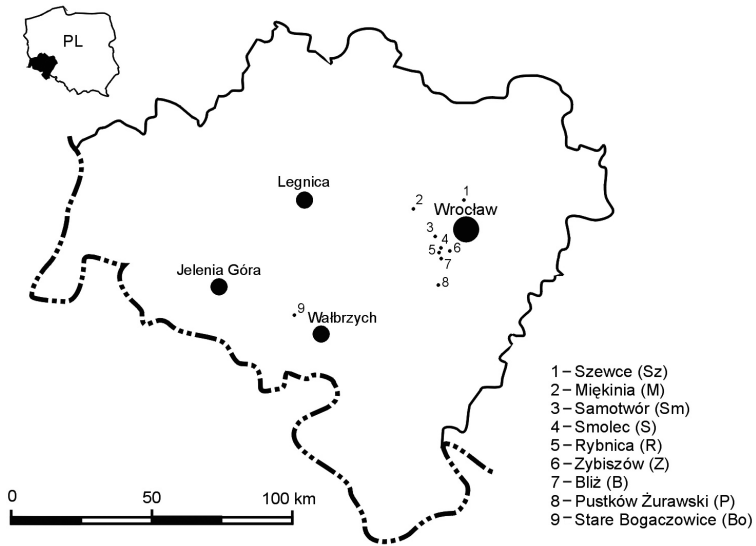 PL
Legnica
1
2
Wrocław
3
4
5
6
7
8
Jelenia Góra
9
Wałbrzych
1 – Szewce (Sz)
2 – Miękinia (M)
3 – Samotwór (Sm)
4 – Smolec (S)
5 – Rybnica (R)
6 – Zybiszów (Z)
7 – Bliż (B)
8 – Pustków Żurawski (P)
9 – Stare Bogaczowice (Bo)
0 50 100 km